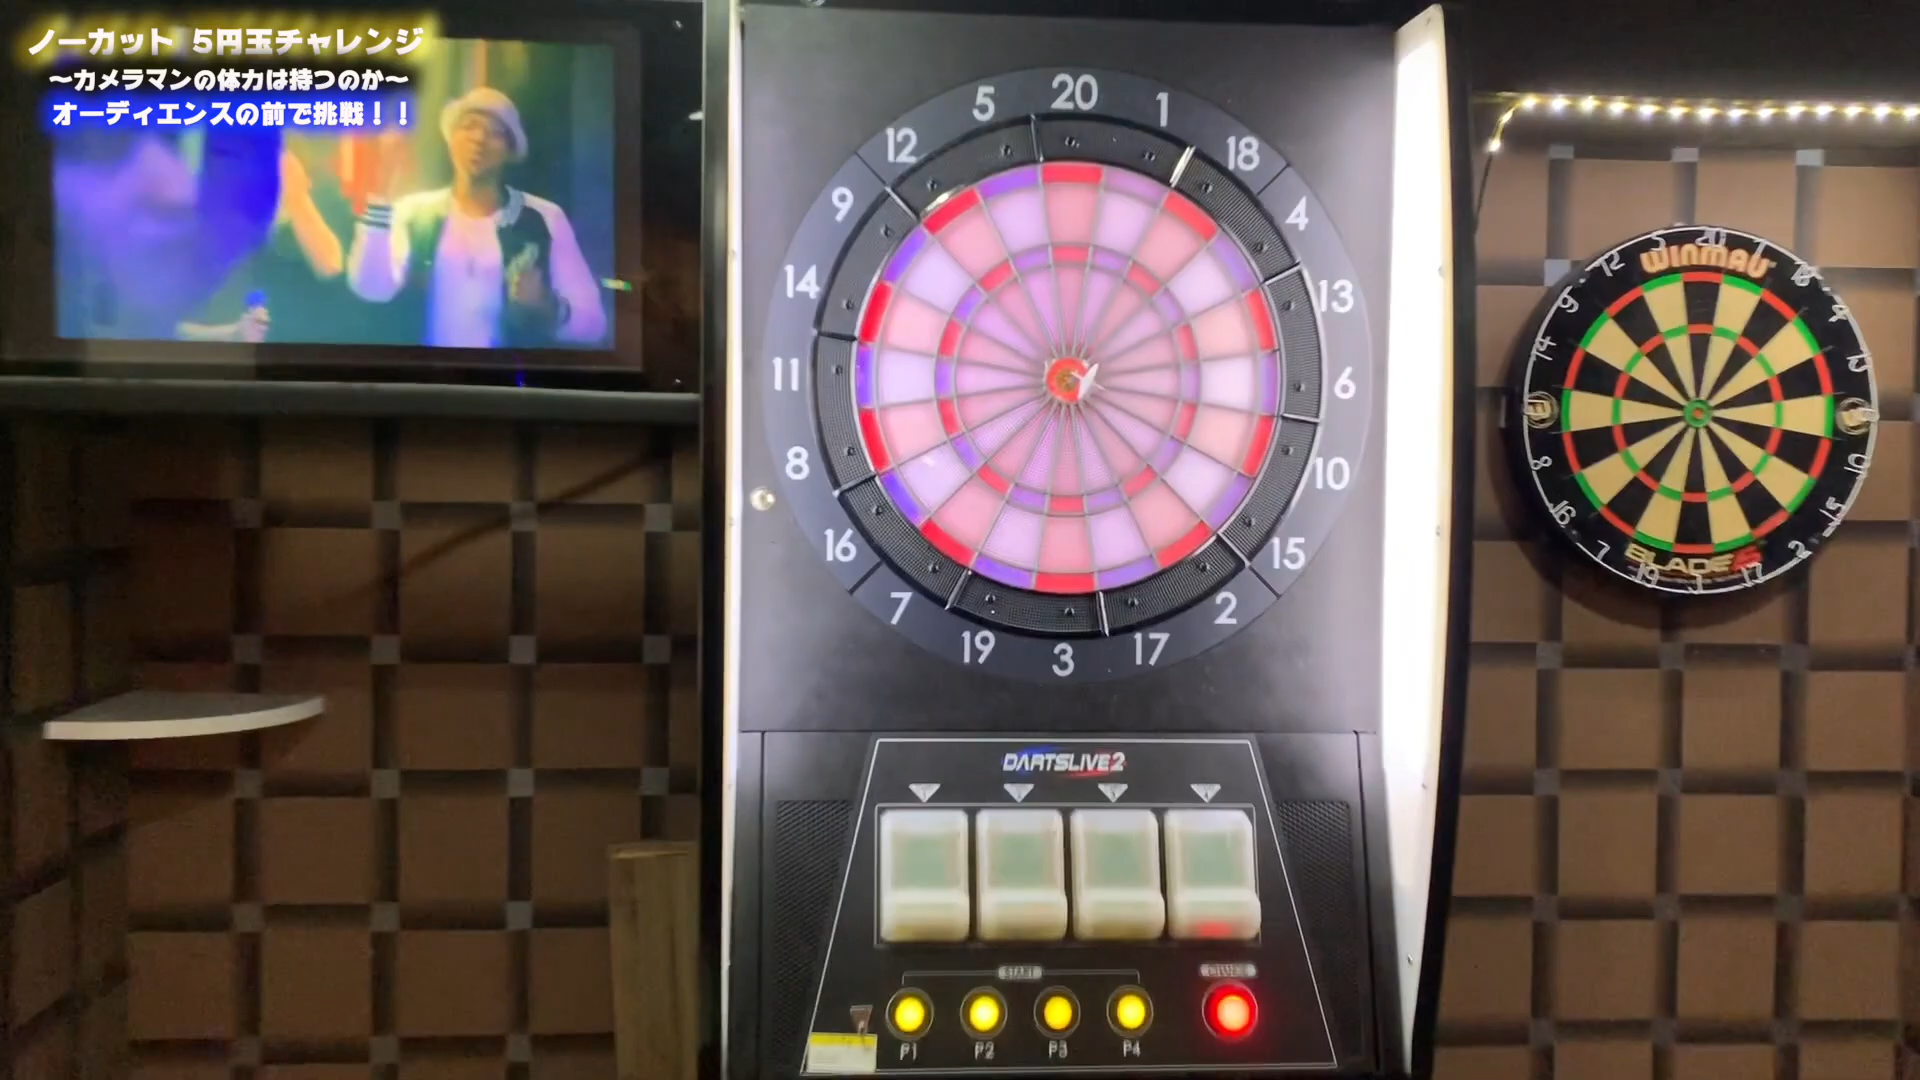 ノーカット 5円玉チャレンジ
〜カメラマンの体力は持つのか〜
オーディエンスの前で挑戦！！
20
5 1
12 18
9 4
14 13
11 6
8 10
16 15
7 2
19 17
3
WINMAU
BLADE
DARTSLIVE2
START
P1 P2 P3 P4